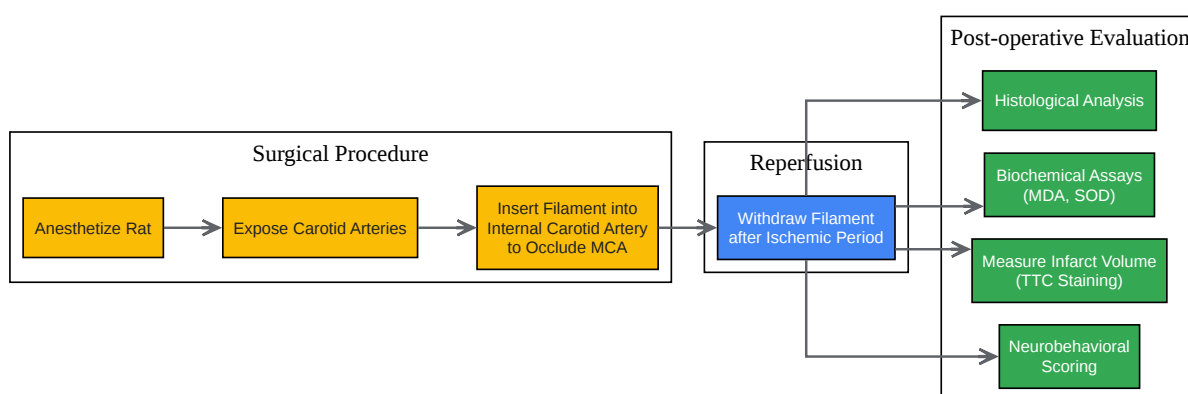 Surgical Procedure
Anesthetize Rat
Expose Carotid Arteries
Insert Filament into
Internal Carotid Artery
to Occlude MCA
Reperfusion
Withdraw Filament
after Ischemic Period
Post-operative Evaluation
Histological Analysis
Biochemical Assays
(MDA, SOD)
Measure Infarct Volume
(TTC Staining)
Neurobehavioral
Scoring